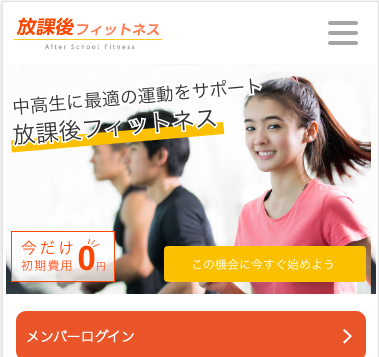 放課後フィットネス
After School Fitness
中高生に最適の運動をサポート
放課後フィットネス
今だけ
初期費用 0円
この機会に今すぐ始めよう
メンバーログイン